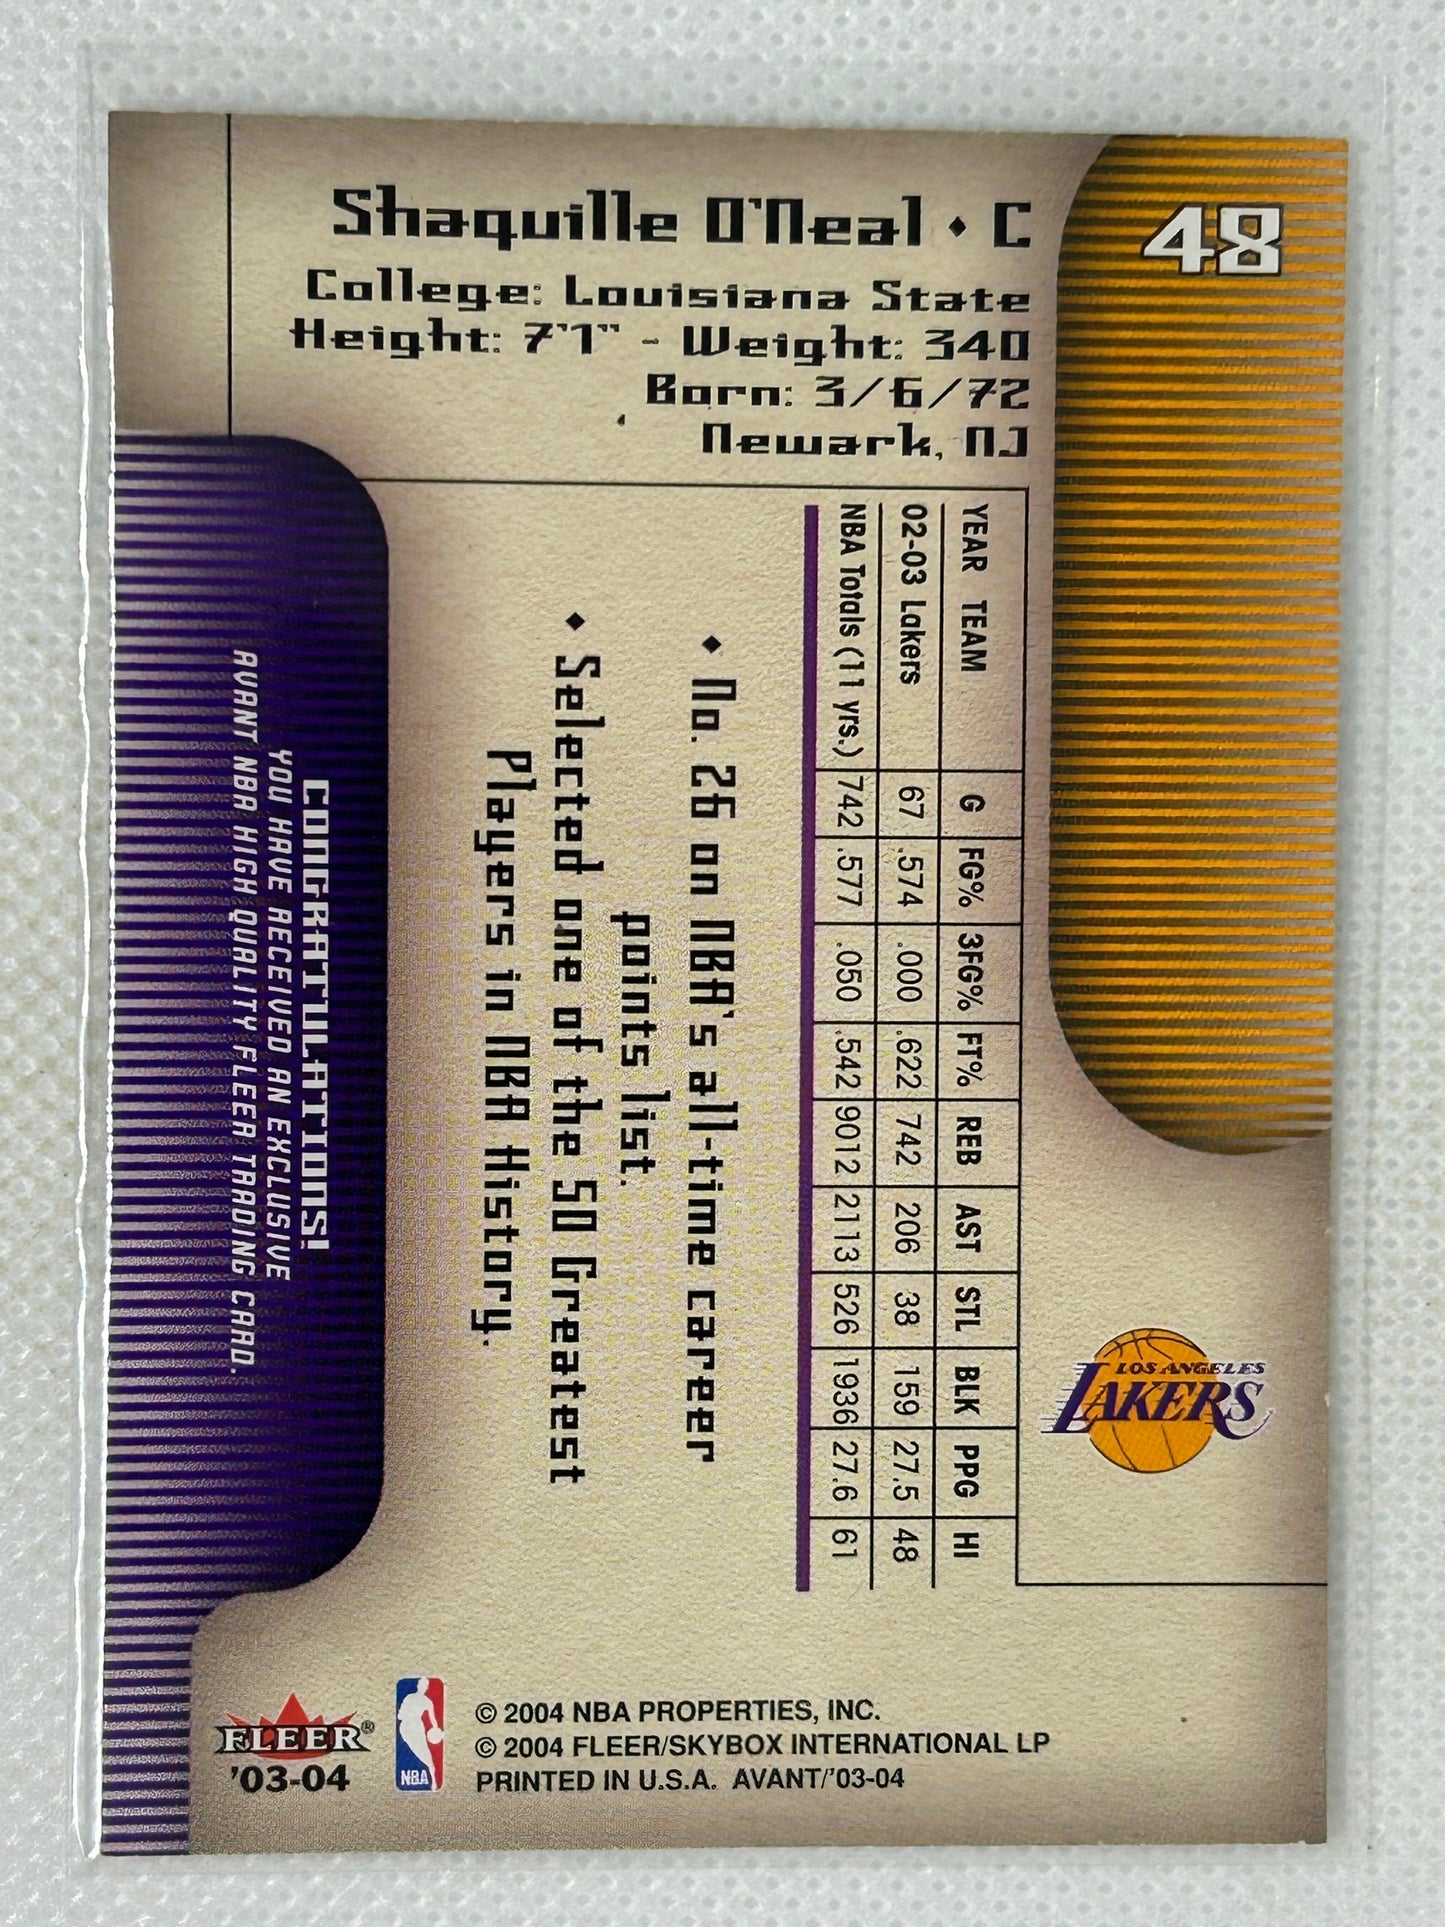 48
Shaquille O'Neal ♦ C
College: Louisiana State
Height: 7'1" - Weight: 340
Born: 3/6/72
Newark, NJ
LOS ANGELES
LAKERS
YEAR TEAM G FG% 3FG% FT% REB AST STL BLK PPG HI
02-03 Lakers 67 .574 .000 .622 742 206 38 159 27.5 48
NBA Totals (11 yrs.) 742 .577 .050 .542 9012 2113 526 1936 27.6 61
♦ No. 26 on NBA's all-time career
points list.
♦ Selected one of the 50 Greatest
Players in NBA History.
CONGRATULATIONS!
YOU HAVE RECEIVED AN EXCLUSIVE
AVANT NBA HIGH QUALITY FLEER TRADING CARD.
FLEER®
'03-04
NBA
© 2004 NBA PROPERTIES, INC.
© 2004 FLEER/SKYBOX INTERNATIONAL LP
PRINTED IN U.S.A. AVANT/'03-04